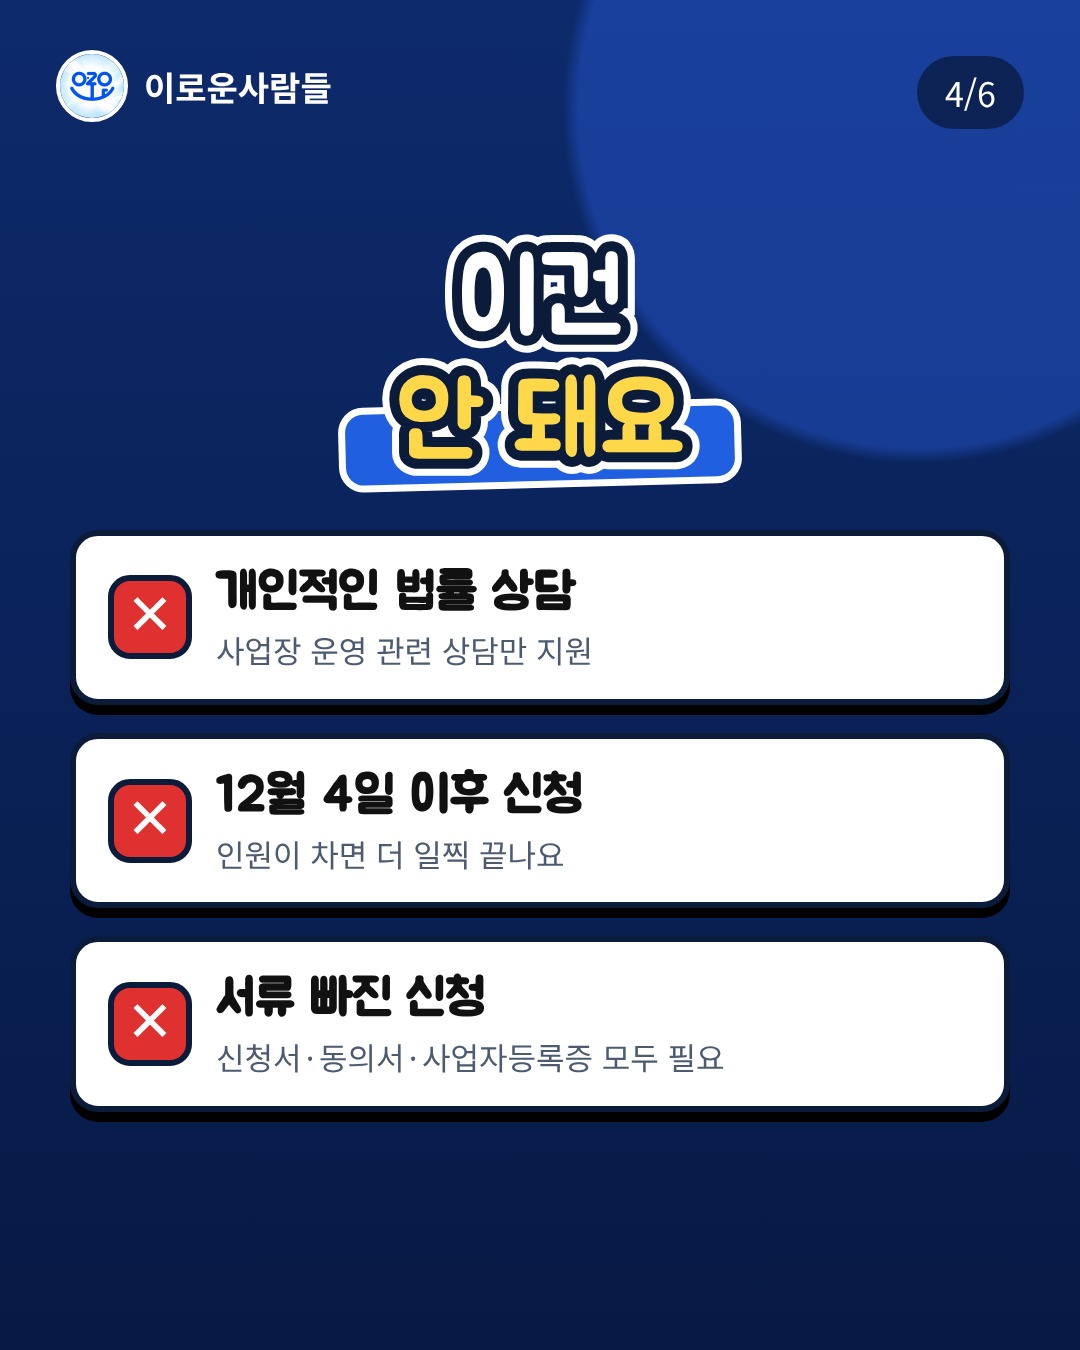 이로운사람들
4/6
이건
안 돼요
개인적인 법률 상담
사업장 운영 관련 상담만 지원
12월 4일 이후 신청
인원이 차면 더 일찍 끝나요
서류 빠진 신청
신청서·동의서·사업자등록증 모두 필요